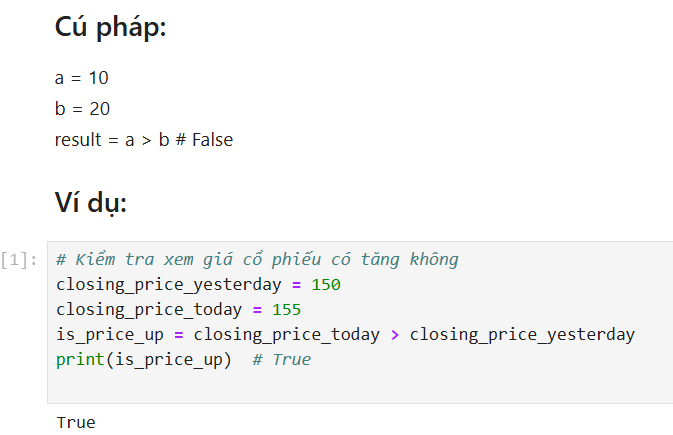 Cú pháp:
a = 10
b = 20
result = a > b # False
Ví dụ:
[1]:
# Kiểm tra xem giá cổ phiếu có tăng không
closing_price_yesterday = 150
closing_price_today = 155
is_price_up = closing_price_today > closing_price_yesterday
print(is_price_up)  # True
True